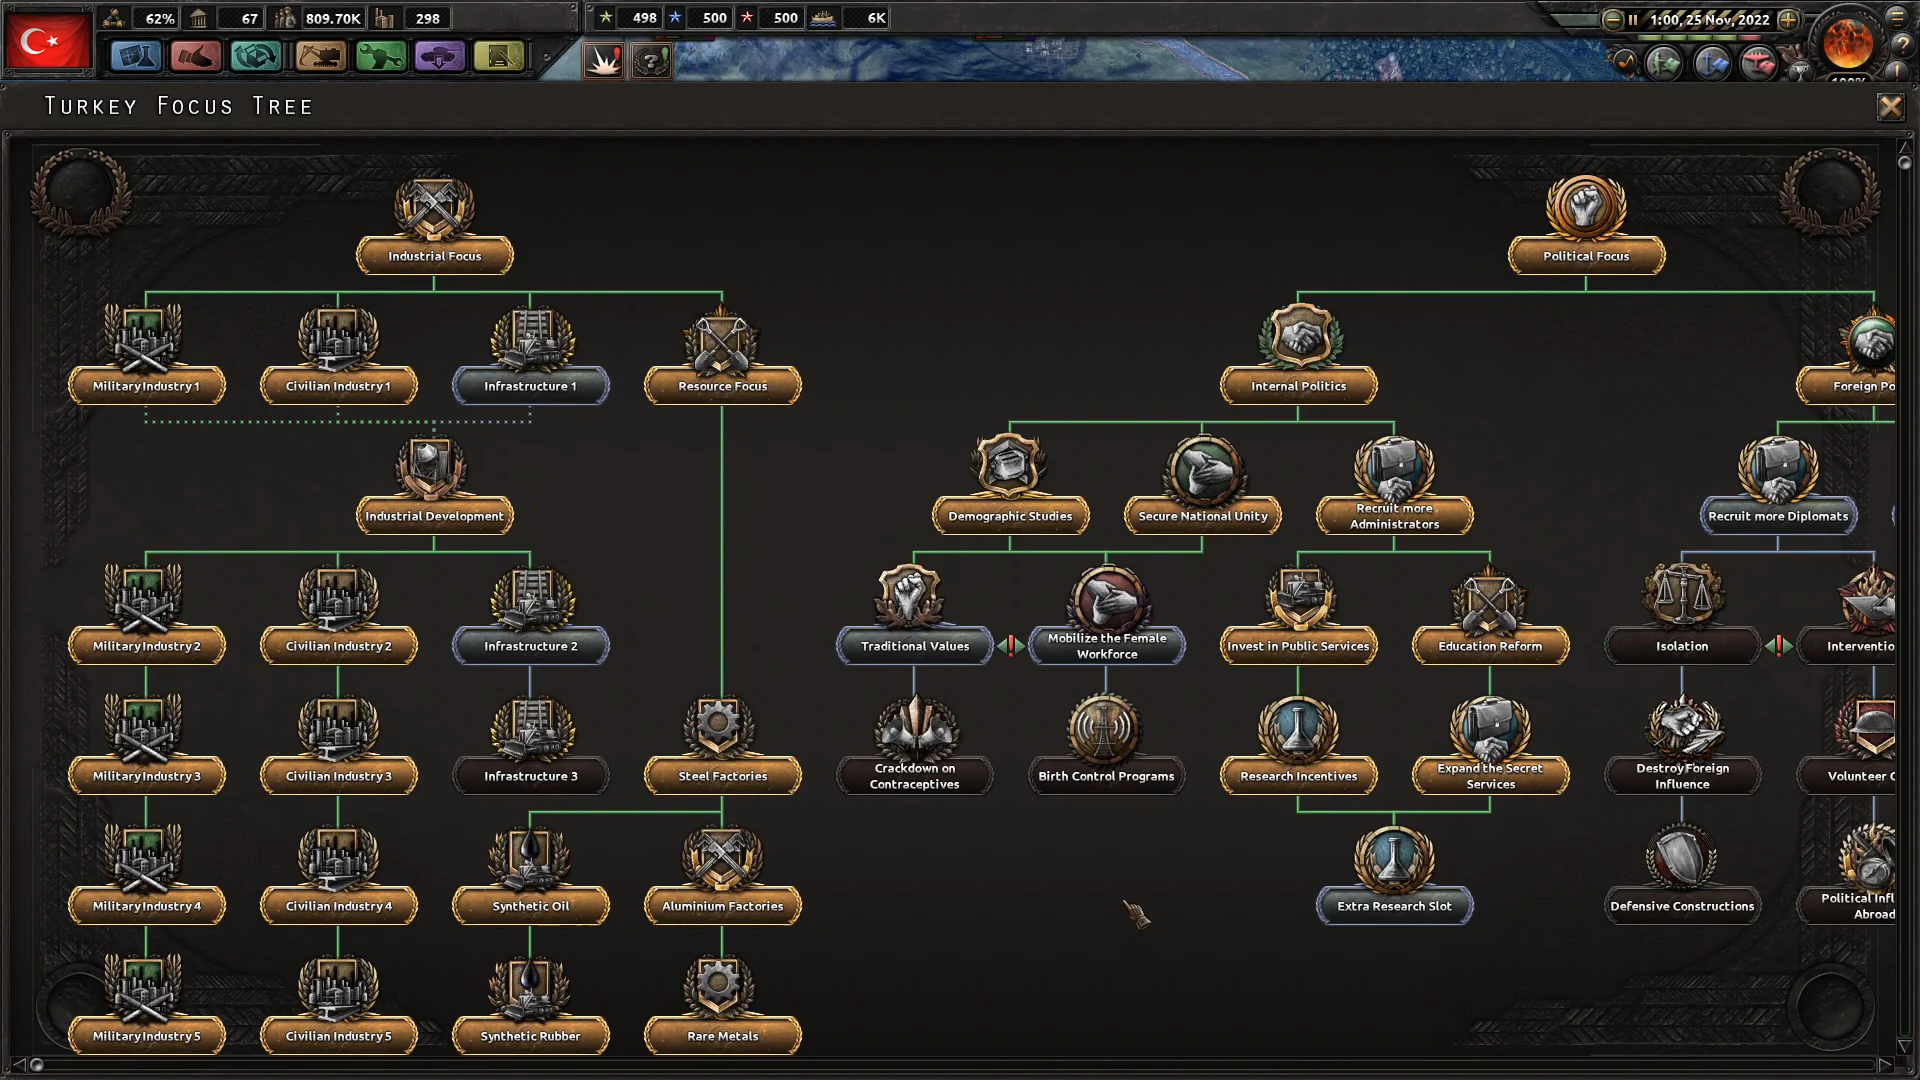 62%
67
809.70K
298
498
500
500
6K
1:00, 25 Nov, 2022
TURKEY FOCUS TREE
Industrial Focus
Political Focus
Military Industry 1
Civilian Industry 1
Infrastructure 1
Resource Focus
Internal Politics
Foreign Po
Industrial Development
Demographic Studies
Secure National Unity
Recruit more
Administrators
Recruit more Diplomats
Military Industry 2
Civilian Industry 2
Infrastructure 2
Traditional Values
Mobilize the Female
Workforce
Invest in Public Services
Education Reform
Isolation
Interventio
Military Industry 3
Civilian Industry 3
Infrastructure 3
Steel Factories
Crackdown on
Contraceptives
Birth Control Programs
Research Incentives
Expand the Secret
Services
Destroy Foreign
Influence
Volunteer C
Military Industry 4
Civilian Industry 4
Synthetic Oil
Aluminium Factories
Extra Research Slot
Defensive Constructions
Political Infl
Abroad
Military Industry 5
Civilian Industry 5
Synthetic Rubber
Rare Metals